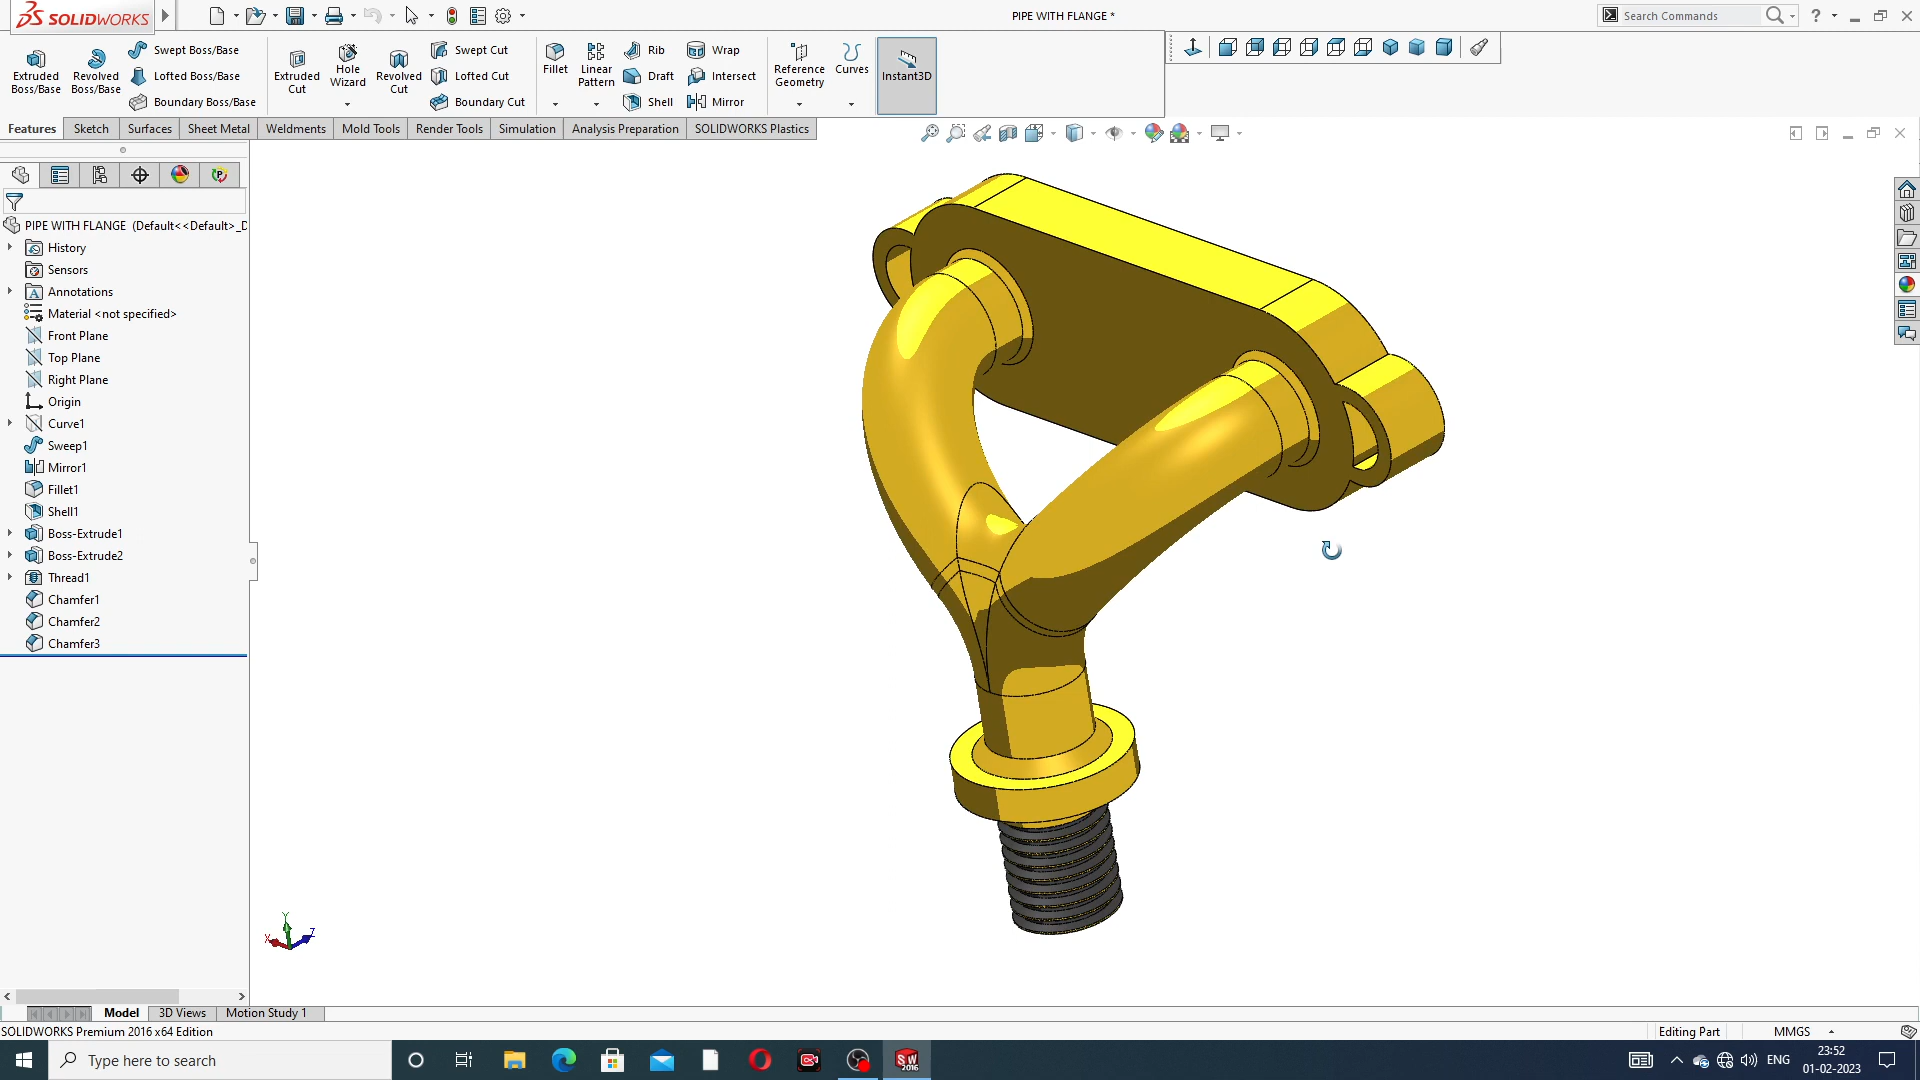 SOLIDWORKS
PIPE WITH FLANGE *
Search Commands
?
Extruded Boss/Base
Revolved Boss/Base
Swept Boss/Base
Lofted Boss/Base
Boundary Boss/Base
Extruded Cut
Hole Wizard
Revolved Cut
Swept Cut
Lofted Cut
Boundary Cut
Fillet
Linear Pattern
Rib
Draft
Shell
Wrap
Intersect
Mirror
Reference Geometry
Curves
Instant3D
Features
Sketch
Surfaces
Sheet Metal
Weldments
Mold Tools
Render Tools
Simulation
Analysis Preparation
SOLIDWORKS Plastics
PIPE WITH FLANGE (Default<<Default>_D
History
Sensors
A Annotations
Material <not specified>
Front Plane
Top Plane
Right Plane
Origin
Curve1
Sweep1
Mirror1
Fillet1
Shell1
Boss-Extrude1
Boss-Extrude2
Thread1
Chamfer1
Chamfer2
Chamfer3
Y
X
Z
Model
3D Views
Motion Study 1
SOLIDWORKS Premium 2016 x64 Edition
Editing Part
MMGS
Type here to search
SW
2016
ENG
23:52
01-02-2023